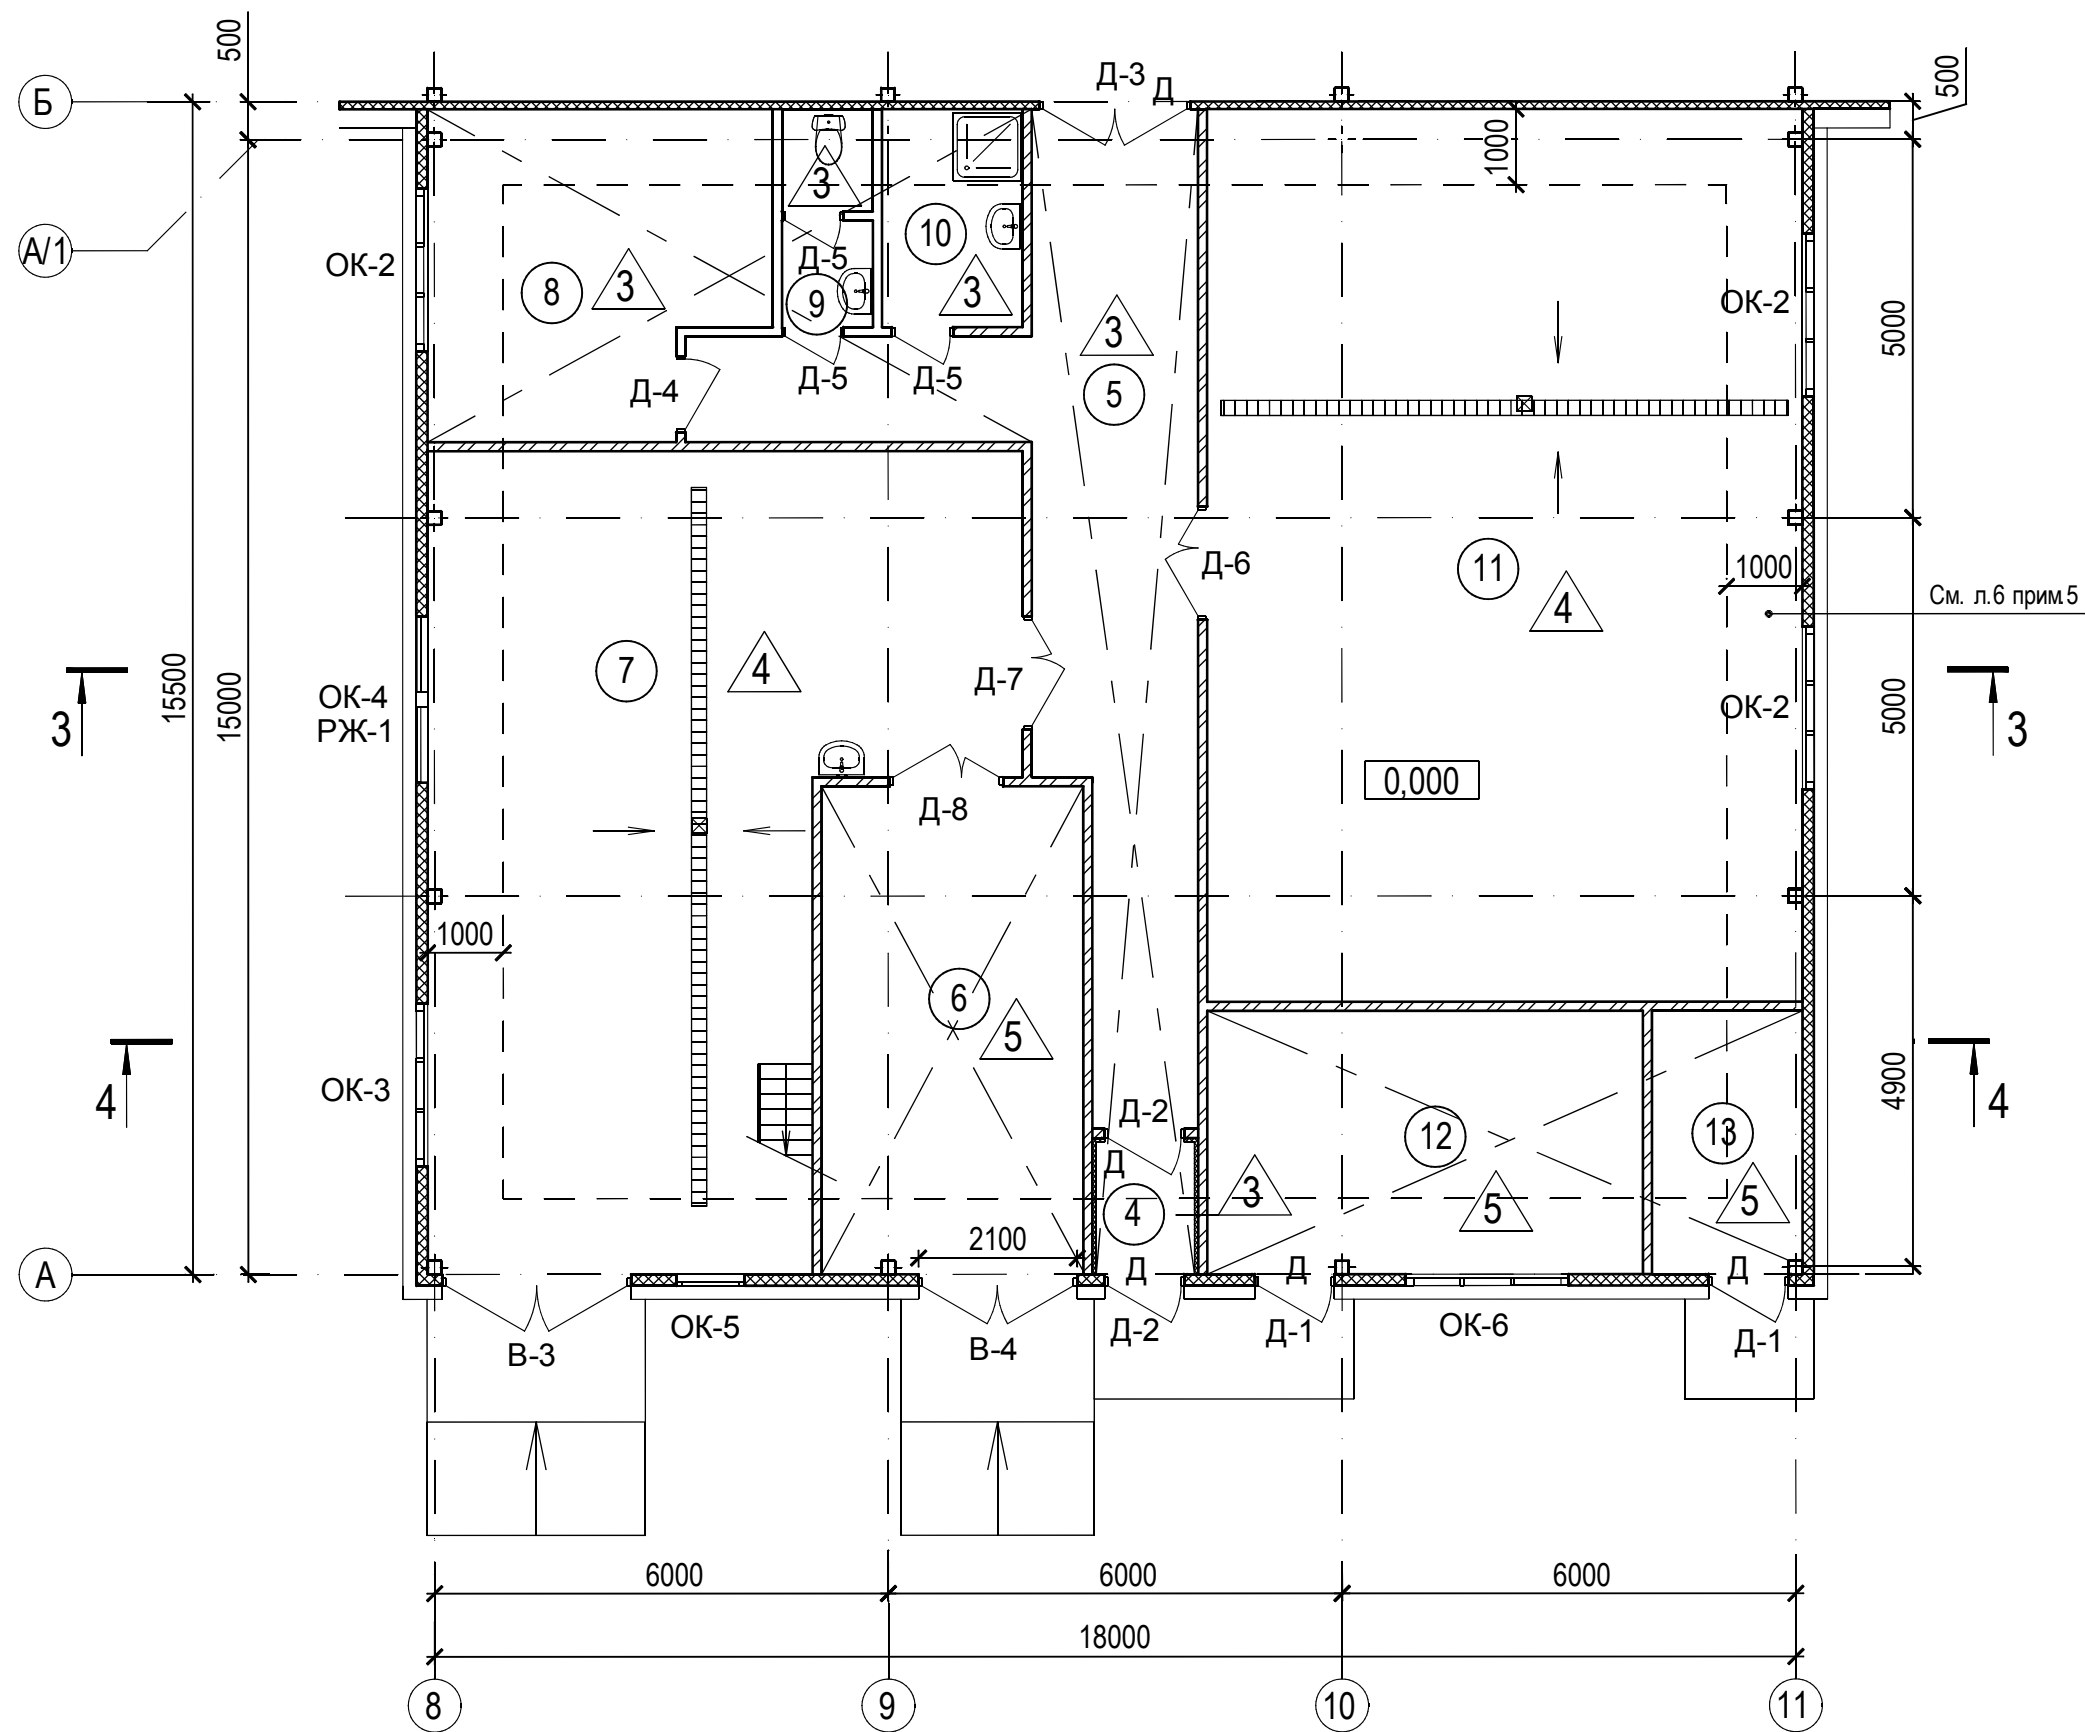 500
Д-3
Д
500
Б
1000
3
А/1
10
ОК-2
Д-5
8
3
3
9
ОК-2
5000
3
Д-4
Д-5
Д-5
5
Д-6
11
1000
4
См. л.6 прим.5
15500
15000
7
4
Д-7
ОК-4
РЖ-1
ОК-2
5000
3
3
0,000
Д-8
1000
6
5
ОК-3
4
Д-2
12
13
4900
4
Д
4
3
5
5
2100
А
Д
Д
Д
ОК-5
В-3
В-4
Д-2
Д-1
ОК-6
Д-1
6000
6000
6000
18000
8
9
10
11